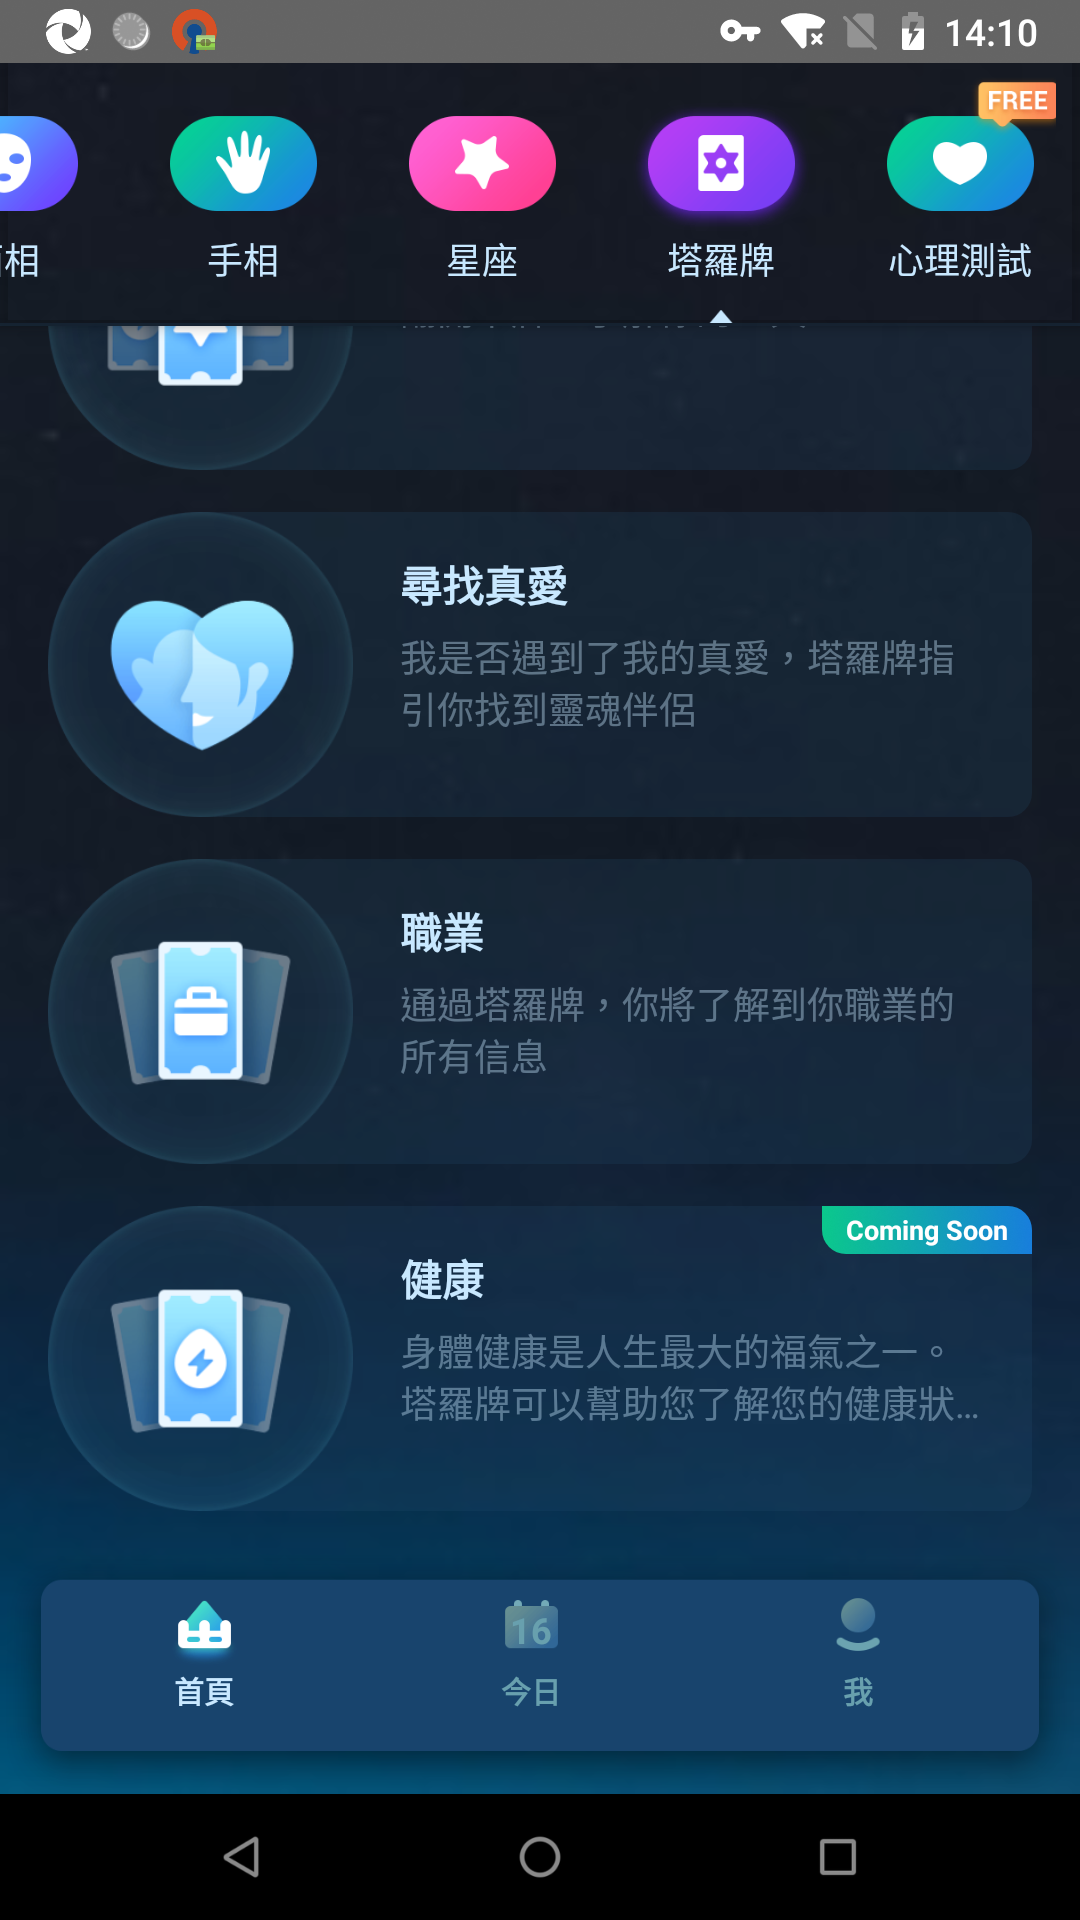 14:10
FREE
相
手相
星座
塔羅牌
心理測試
尋找真愛
我是否遇到了我的真愛，塔羅牌指
引你找到靈魂伴侶
職業
通過塔羅牌，你將了解到你職業的
所有信息
Coming Soon
健康
身體健康是人生最大的福氣之一。
塔羅牌可以幫助您了解您的健康狀...
16
首頁
今日
我